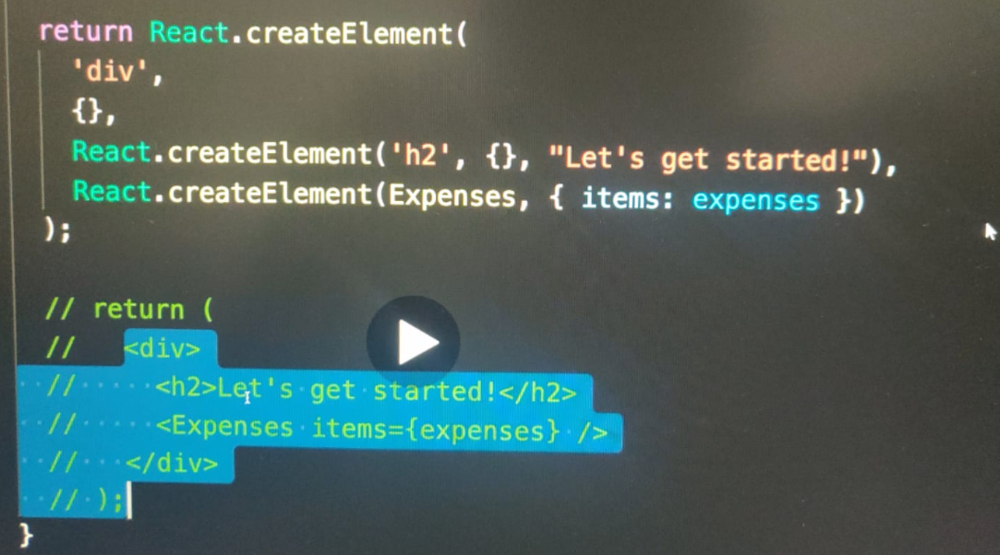 return React.createElement(
'div',
{},
React.createElement('h2', {}, "Let's get started!"),
React.createElement(Expenses, { items: expenses })
);
// return (
//   <div>
//     <h2>Let's get started!</h2>
//     <Expenses items={expenses} />
//   </div>
// );
}